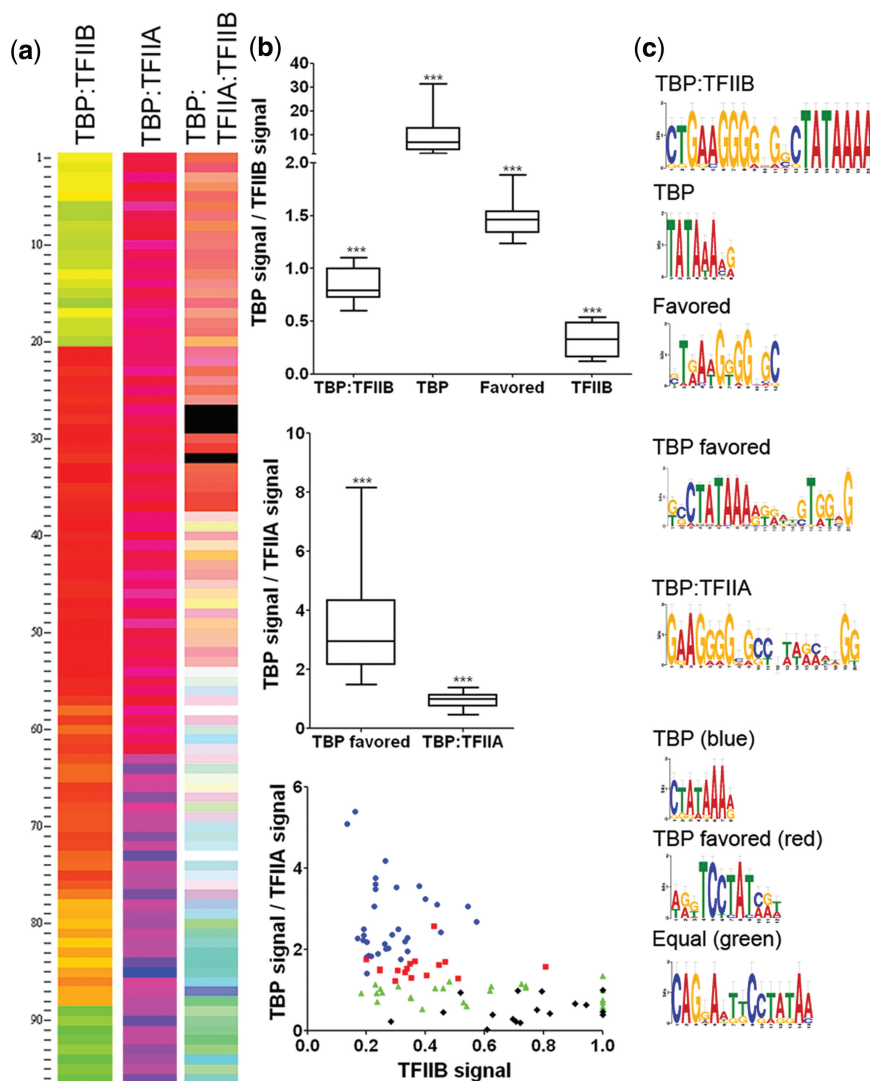 (a)
TBP:TFIIB
TBP:TFIIA
TBP:
TFIIA:TFIIB
1
10
20
30
40
50
60
70
80
90
(b)
TBP signal / TFIIB signal
40
30
20
10
2.0
1.5
1.0
0.5
0.0
***
***
***
***
TBP:TFIIB TBP Favored TFIIB
TBP signal / TFIIA signal
10
8
6
4
2
0
***
***
TBP favored TBP:TFIIA
TBP signal / TFIIA signal
6
4
2
0
0.0 0.2 0.4 0.6 0.8 1.0
TFIIB signal
(c)
TBP:TFIIB
TBP
Favored
TBP favored
TBP:TFIIA
TBP (blue)
TBP favored (red)
Equal (green)